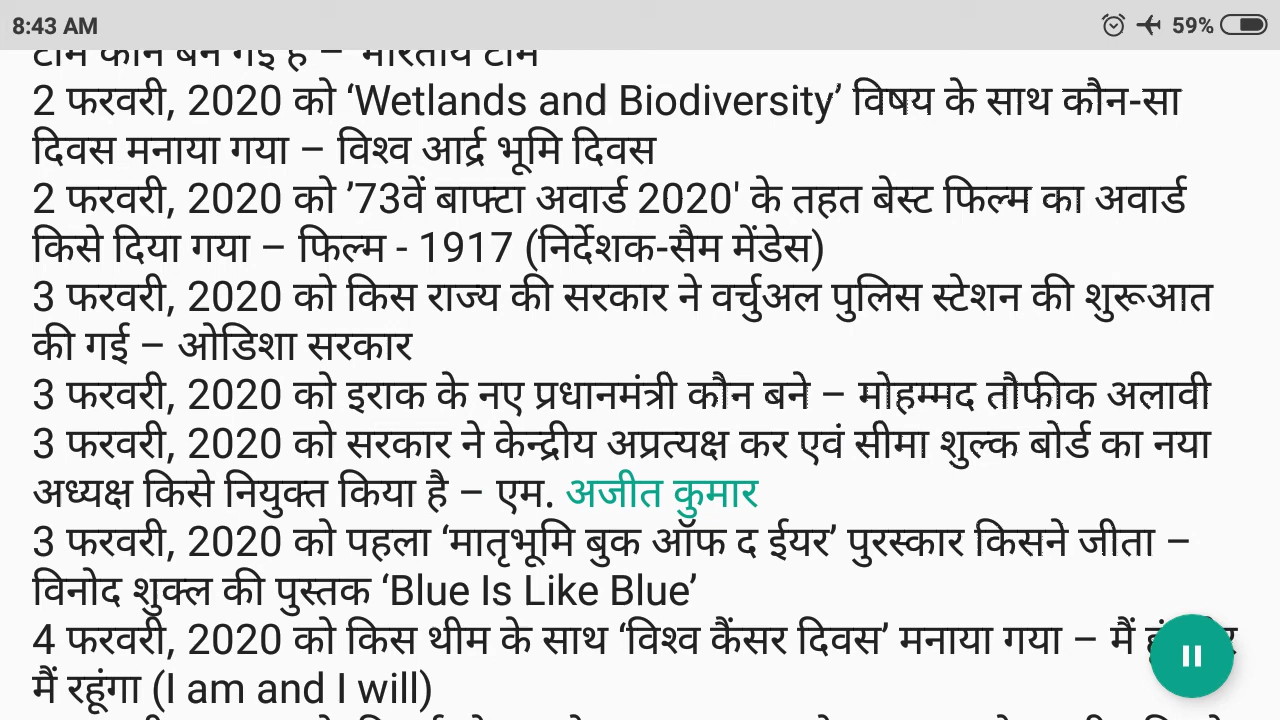 8:43 AM
59%
टीम कौन बन गई है – भारतीय टीम
2 फरवरी, 2020 को ‘Wetlands and Biodiversity’ विषय के साथ कौन-सा
दिवस मनाया गया – विश्व आर्द्र भूमि दिवस
2 फरवरी, 2020 को ’73वें बाफ्टा अवार्ड 2020' के तहत बेस्ट फिल्म का अवार्ड
किसे दिया गया – फिल्म - 1917 (निर्देशक-सैम मेंडेस)
3 फरवरी, 2020 को किस राज्य की सरकार ने वर्चुअल पुलिस स्टेशन की शुरूआत
की गई – ओडिशा सरकार
3 फरवरी, 2020 को इराक के नए प्रधानमंत्री कौन बने – मोहम्मद तौफीक अलावी
3 फरवरी, 2020 को सरकार ने केन्द्रीय अप्रत्यक्ष कर एवं सीमा शुल्क बोर्ड का नया
अध्यक्ष किसे नियुक्त किया है – एम. अजीत कुमार
3 फरवरी, 2020 को पहला ‘मातृभूमि बुक ऑफ द ईयर’ पुरस्कार किसने जीता –
विनोद शुक्ल की पुस्तक ‘Blue Is Like Blue’
4 फरवरी, 2020 को किस थीम के साथ ‘विश्व कैंसर दिवस’ मनाया गया – मैं
मैं रहूंगा (I am and I will)